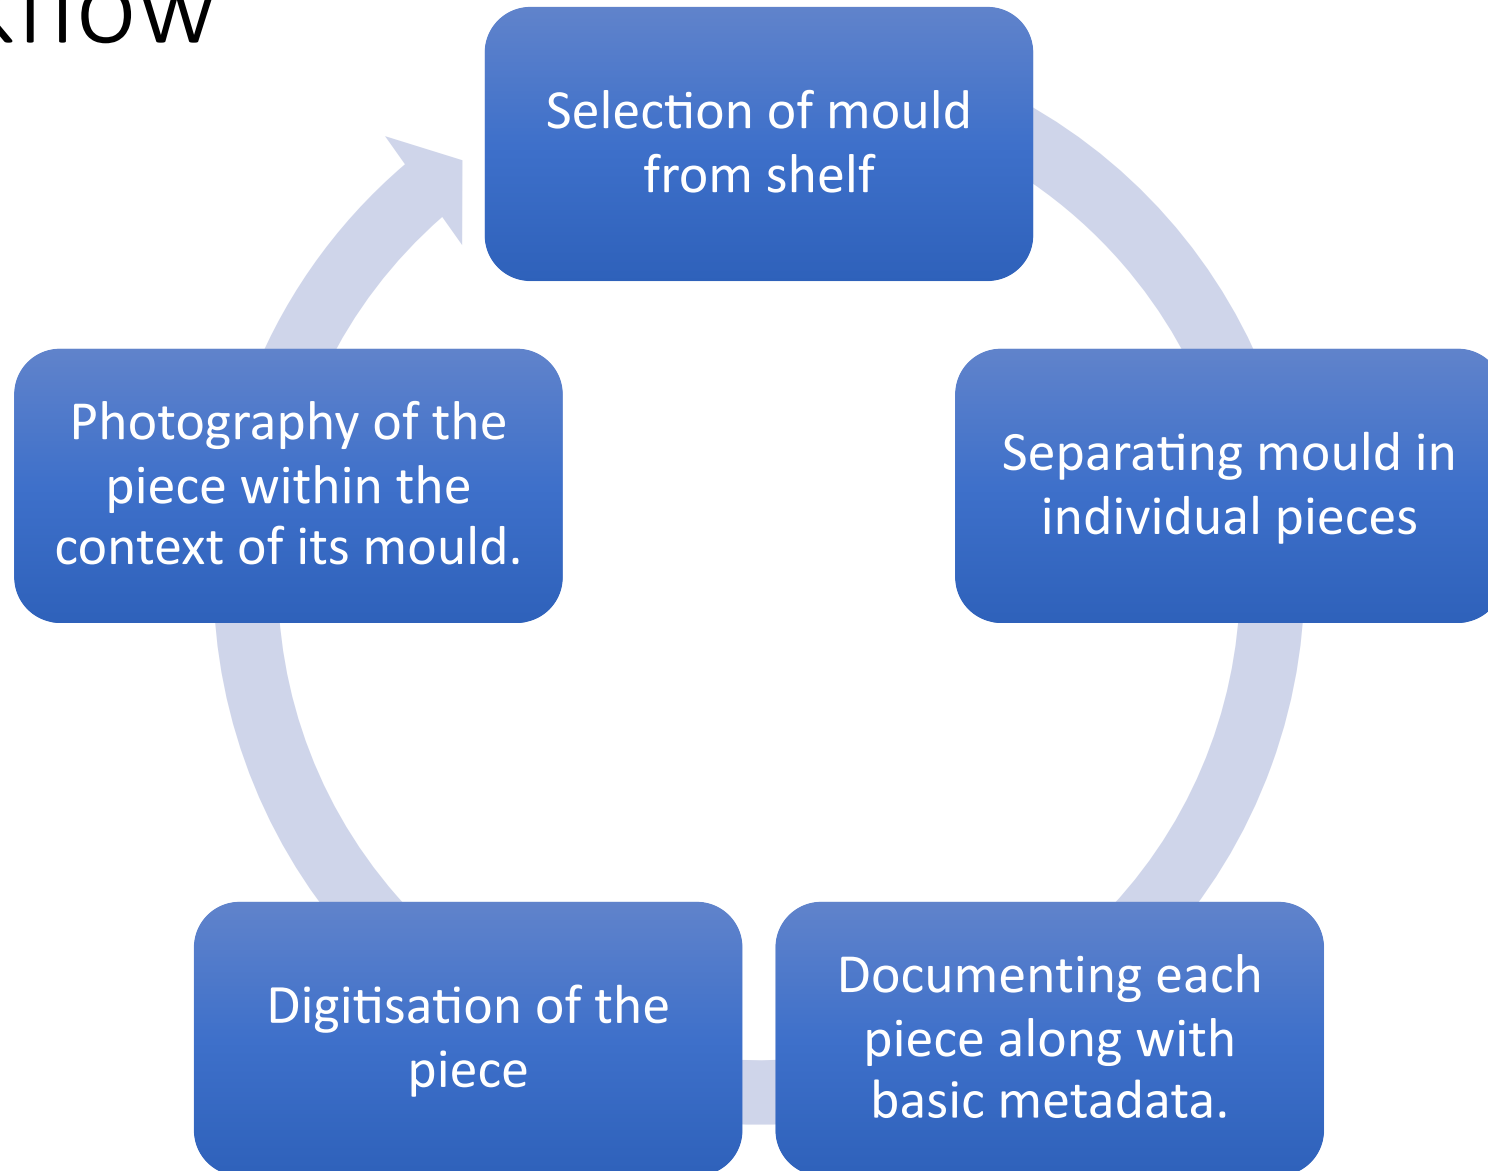 Selection of mould
from shelf
Separating mould in
individual pieces
Documenting each
piece along with
basic metadata.
Digitisation of the
piece
Photography of the
piece within the
context of its mould.